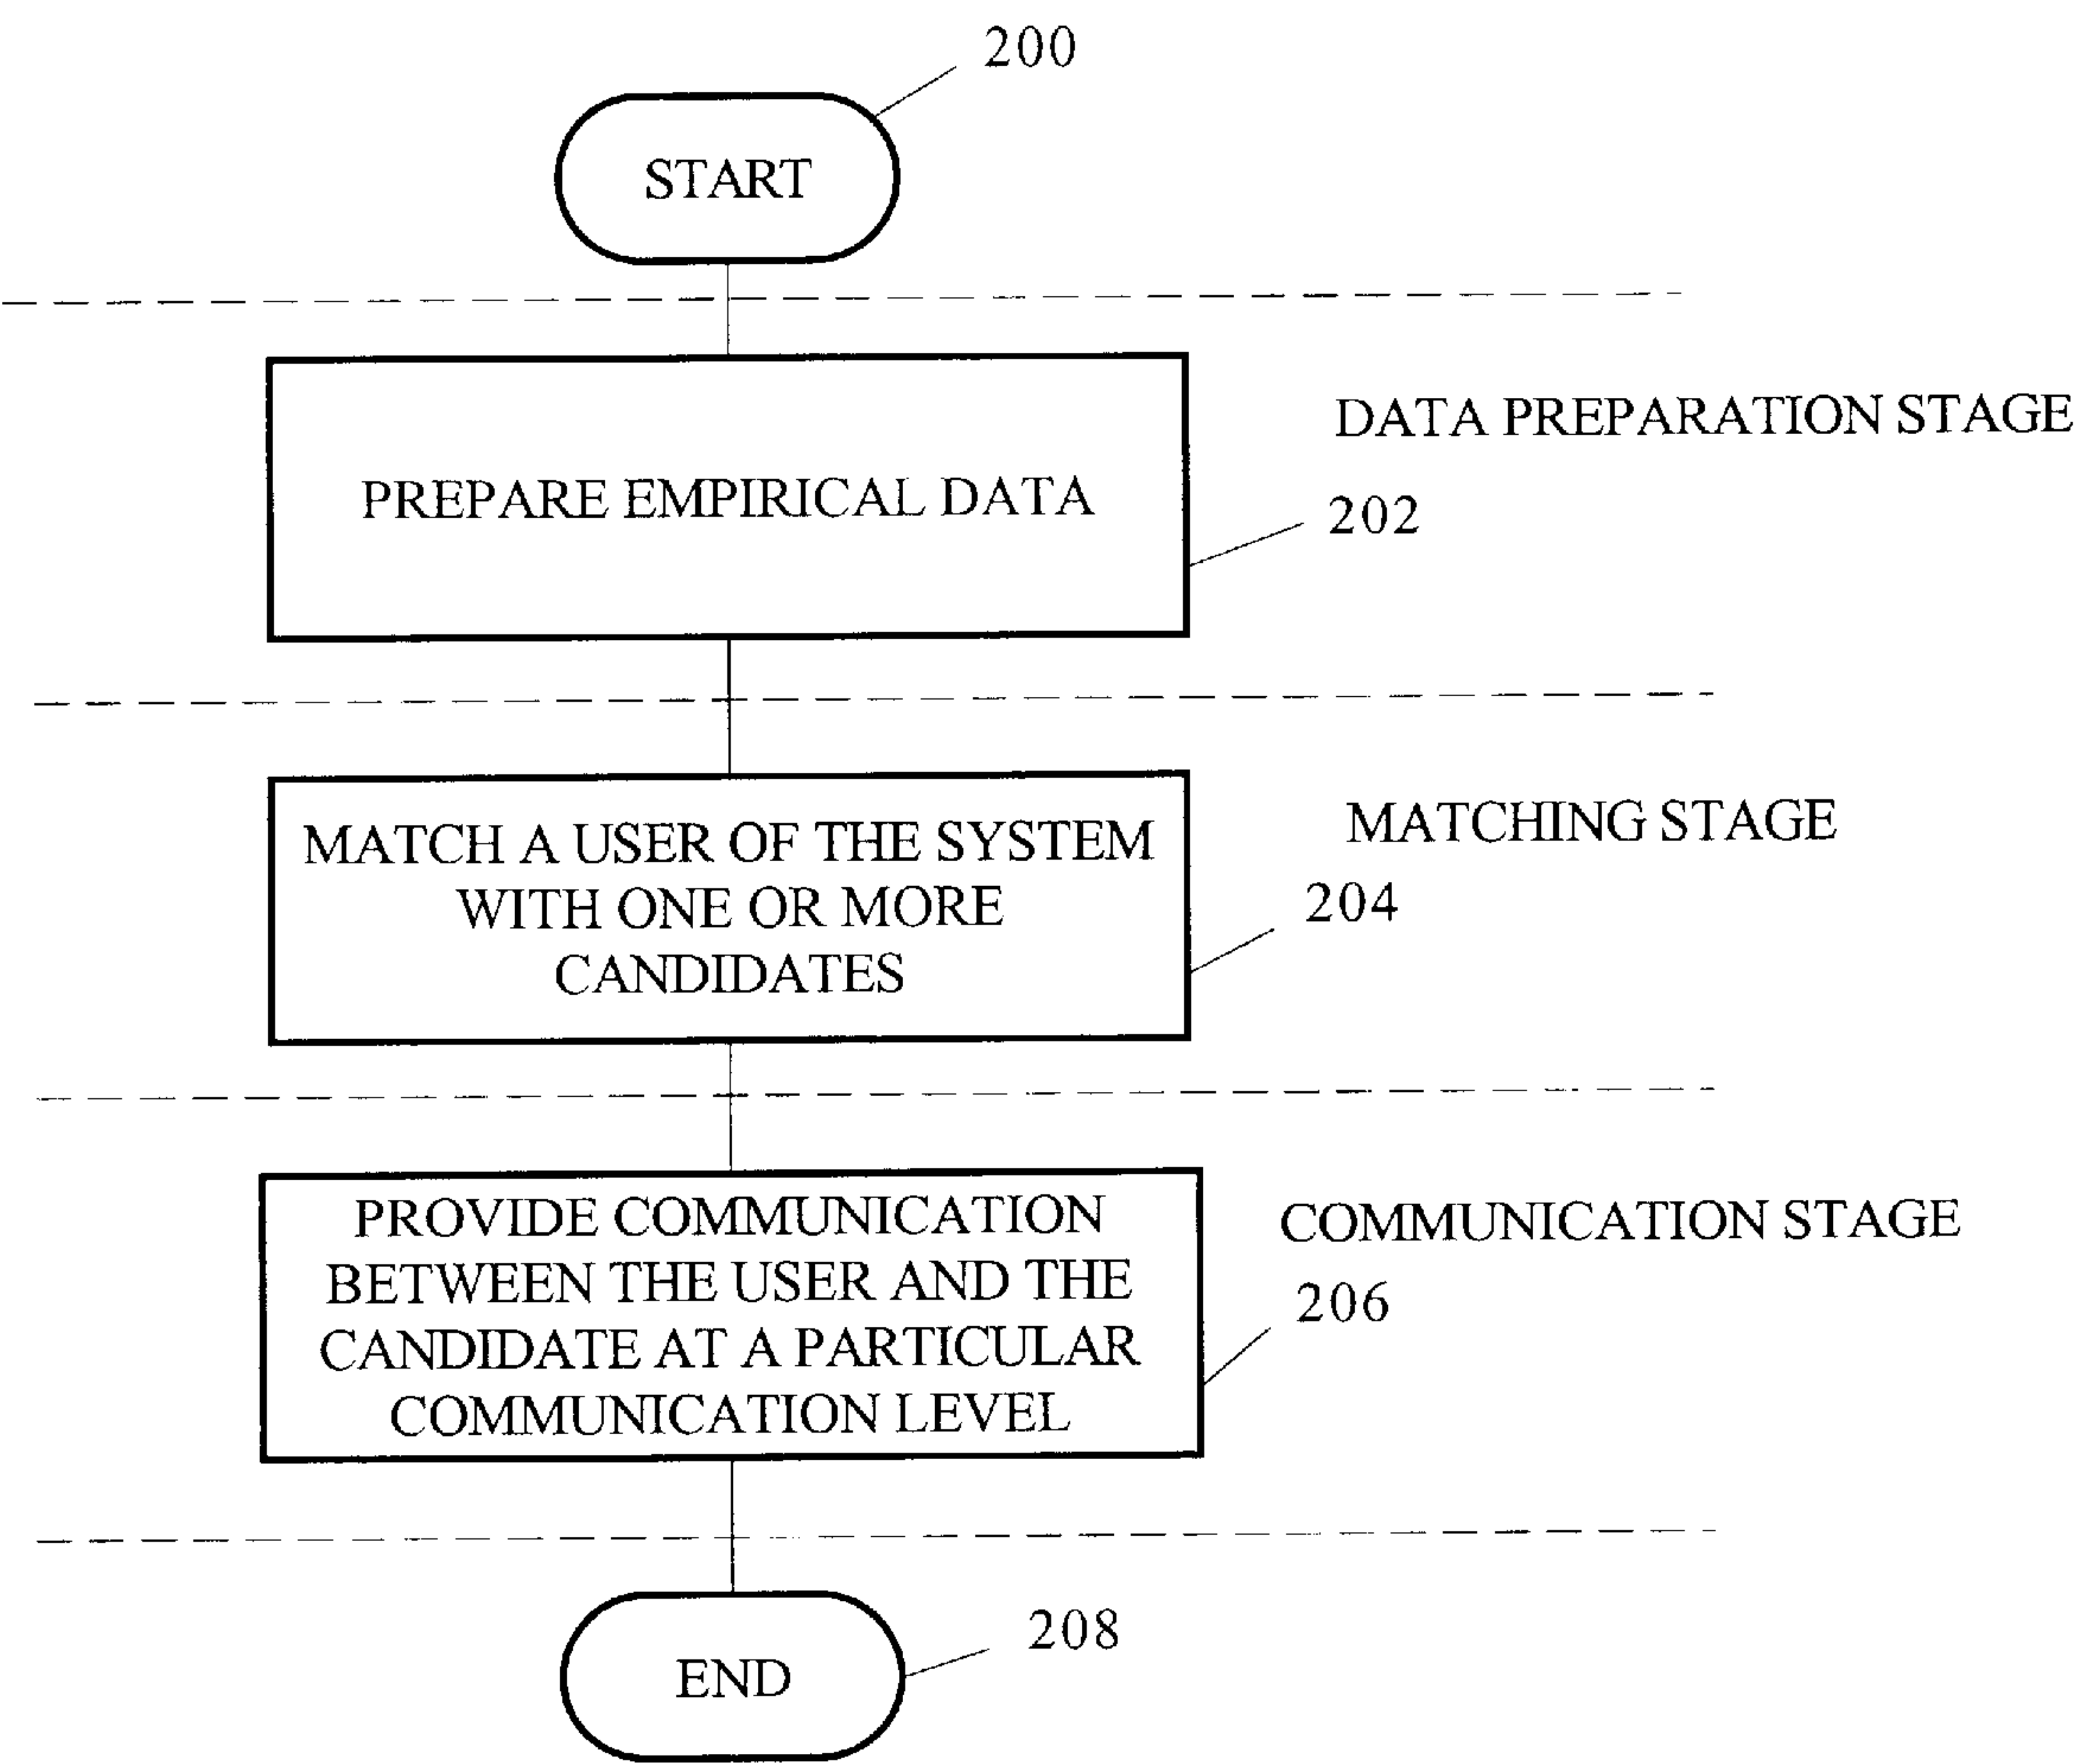 200
START
DATA PREPARATION STAGE
PREPARE EMPIRICAL DATA
202
MATCHING STAGE
MATCH A USER OF THE SYSTEM
WITH ONE OR MORE
CANDIDATES
204
COMMUNICATION STAGE
PROVIDE COMMUNICATION
BETWEEN THE USER AND THE
CANDIDATE AT A PARTICULAR
COMMUNICATION LEVEL
206
208
END